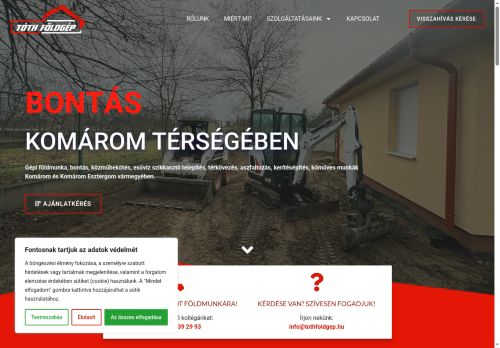 TÓTH FÖLDGÉP
RÓLUNK
MIÉRT MI?
SZOLGÁLTATÁSAINK
KAPCSOLAT
VISSZAHÍVÁS KÉRÉSE
BONTÁS
KOMÁROM TÉRSÉGÉBEN
Gépi földmunka, bontás, közműbekötés, esővíz szikkasztó telepítés, térkövezés, aszfaltozás, kerítésépítés, kőműves munkák
Komárom és Komárom Esztergom vármegyében.
AJÁNLATKÉRÉS
Fontosnak tartjuk az adatok védelmét
A böngészési élmény fokozása, a személyre szabott
hirdetések vagy tartalmak megjelenítése, valamint a forgalom
elemzése érdekében sütiket (cookie) használunk. A "Mindet
elfogadom" gombra kattintva hozzájárulhat a sütik
használatához.
Testreszabás
Elutasít
Az összes elfogadása
OT FÖLDMUNKÁRA!
ó kollégánkat:
39 29 93
?
KÉRDÉSE VAN? SZÍVESEN FOGADJUK!
Írjon nekünk:
info@tothfoldgep.hu